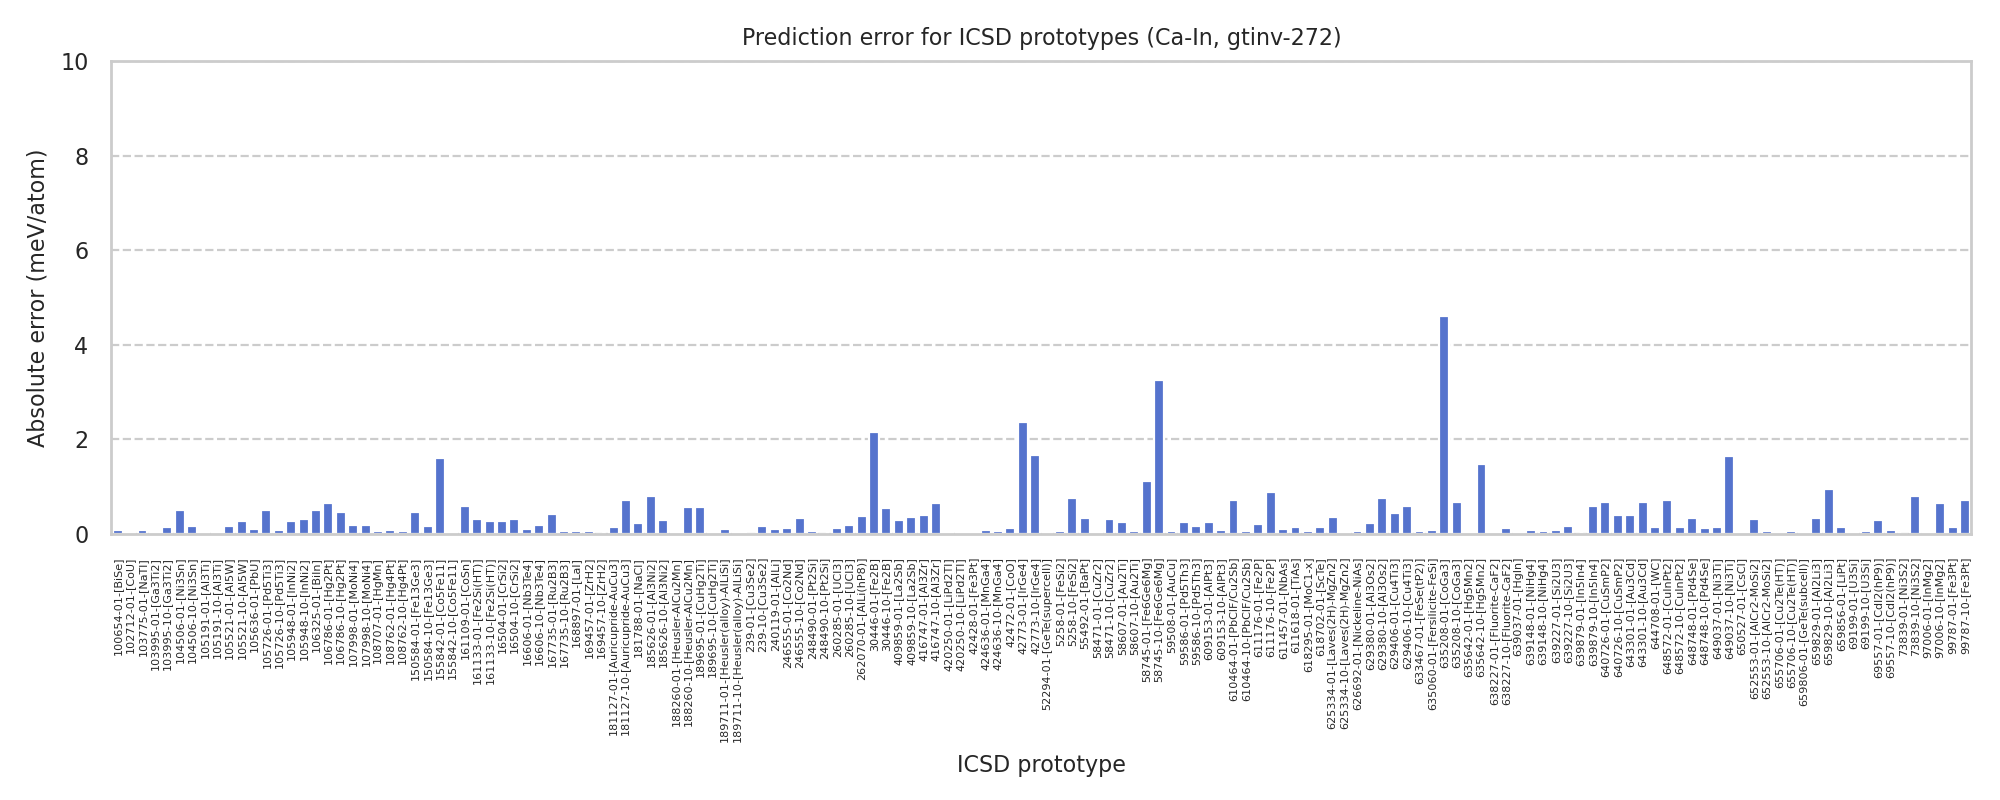 Prediction error for ICSD prototypes (Ca-In, gtinv-272)
Absolute error (meV/atom)
10
8
6
4
2
0
100654-01-[BiSe]
102712-01-[CoU]
103775-01-[NaTl]
103995-01-[Ga3Ti2]
103995-10-[Ga3Ti2]
104506-01-[Ni3Sn]
104506-10-[Ni3Sn]
105191-01-[Al3Ti]
105191-10-[Al3Ti]
105521-01-[Al5W]
105521-10-[Al5W]
105636-01-[PbU]
105726-01-[Pd5Ti3]
105726-10-[Pd5Ti3]
105948-01-[InNi2]
105948-10-[InNi2]
106325-01-[BiIn]
106786-01-[Hg2Pt]
106786-10-[Hg2Pt]
107998-01-[MoNi4]
107998-10-[MoNi4]
108707-01-[HgMn]
108762-01-[Hg4Pt]
108762-10-[Hg4Pt]
150584-01-[Fe13Ge3]
150584-10-[Fe13Ge3]
155842-01-[Co5Fe11]
155842-10-[Co5Fe11]
161109-01-[CoSn]
161133-01-[Fe2Si(HT)]
161133-10-[Fe2Si(HT)]
16504-01-[CrSi2]
16504-10-[CrSi2]
16606-01-[Nb3Te4]
16606-10-[Nb3Te4]
167735-01-[Ru2B3]
167735-10-[Ru2B3]
168897-01-[LaI]
169457-01-[ZrH2]
169457-10-[ZrH2]
181127-01-[Auricupride-AuCu3]
181127-10-[Auricupride-AuCu3]
181788-01-[NaCl]
185626-01-[Al3Ni2]
185626-10-[Al3Ni2]
188260-01-[Heusler-AlCu2Mn]
188260-10-[Heusler-AlCu2Mn]
189695-01-[CuHg2Ti]
189695-10-[CuHg2Ti]
189711-01-[Heusler(alloy)-AlLiSi]
189711-10-[Heusler(alloy)-AlLiSi]
239-01-[Cu3Se2]
239-10-[Cu3Se2]
240119-01-[AlLi]
246555-01-[Co2Nd]
246555-10-[Co2Nd]
248490-01-[Pt2Si]
248490-10-[Pt2Si]
260285-01-[UCl3]
260285-10-[UCl3]
262070-01-[AlLi(hP8)]
30446-01-[Fe2B]
30446-10-[Fe2B]
409859-01-[La2Sb]
409859-10-[La2Sb]
416747-01-[Al3Zr]
416747-10-[Al3Zr]
420250-01-[LiPd2Tl]
420250-10-[LiPd2Tl]
42428-01-[Fe3Pt]
424636-01-[MnGa4]
424636-10-[MnGa4]
42472-01-[CoO]
42773-01-[IrGe4]
42773-10-[IrGe4]
52294-01-[GeTe(supercell)]
5258-01-[FeSi2]
5258-10-[FeSi2]
55492-01-[BaPt]
58471-01-[CuZr2]
58471-10-[CuZr2]
58607-01-[Au2Ti]
58607-10-[Au2Ti]
58745-01-[Fe6Ge6Mg]
58745-10-[Fe6Ge6Mg]
59508-01-[AuCu]
59586-01-[Pd5Th3]
59586-10-[Pd5Th3]
609153-01-[AlPt3]
609153-10-[AlPt3]
610464-01-[PbClF/Cu2Sb]
610464-10-[PbClF/Cu2Sb]
611176-01-[Fe2P]
611176-10-[Fe2P]
611457-01-[NbAs]
611618-01-[TiAs]
618295-01-[MoC1-x]
618702-01-[ScTe]
625334-01-[Laves(2H)-MgZn2]
625334-10-[Laves(2H)-MgZn2]
626692-01-[Nickeline-NiAs]
629380-01-[Al3Os2]
629380-10-[Al3Os2]
629406-01-[Cu4Ti3]
629406-10-[Cu4Ti3]
633467-01-[FeSe(tP2)]
635060-01-[Fersilicite-FeSi]
635208-01-[CoGa3]
635208-10-[CoGa3]
635642-01-[Hg5Mn2]
635642-10-[Hg5Mn2]
638227-01-[Fluorite-CaF2]
638227-10-[Fluorite-CaF2]
639037-01-[HgIn]
639148-01-[NiHg4]
639148-10-[NiHg4]
639227-01-[Si2U3]
639227-10-[Si2U3]
639879-01-[In5In4]
639879-10-[In5In4]
640726-01-[CuSmP2]
640726-10-[CuSmP2]
643301-01-[Au3Cd]
643301-10-[Au3Cd]
644708-01-[WC]
648572-01-[CuInPt2]
648572-10-[CuInPt2]
648748-01-[Pd4Se]
648748-10-[Pd4Se]
649037-01-[Ni3Ti]
649037-10-[Ni3Ti]
650527-01-[CsCl]
652553-01-[AlCr2-MoSi2]
652553-10-[AlCr2-MoSi2]
655706-01-[Cu2Te(HT)]
655706-10-[Cu2Te(HT)]
659806-01-[GeTe(subcell)]
659829-01-[Al2Li3]
659829-10-[Al2Li3]
659856-01-[LiPt]
69199-01-[U3Si]
69199-10-[U3Si]
69557-01-[CdI2(hP9)]
69557-10-[CdI2(hP9)]
73839-01-[Ni3S2]
73839-10-[Ni3S2]
97006-01-[InMg2]
97006-10-[InMg2]
99787-01-[Fe3Pt]
99787-10-[Fe3Pt]
ICSD prototype